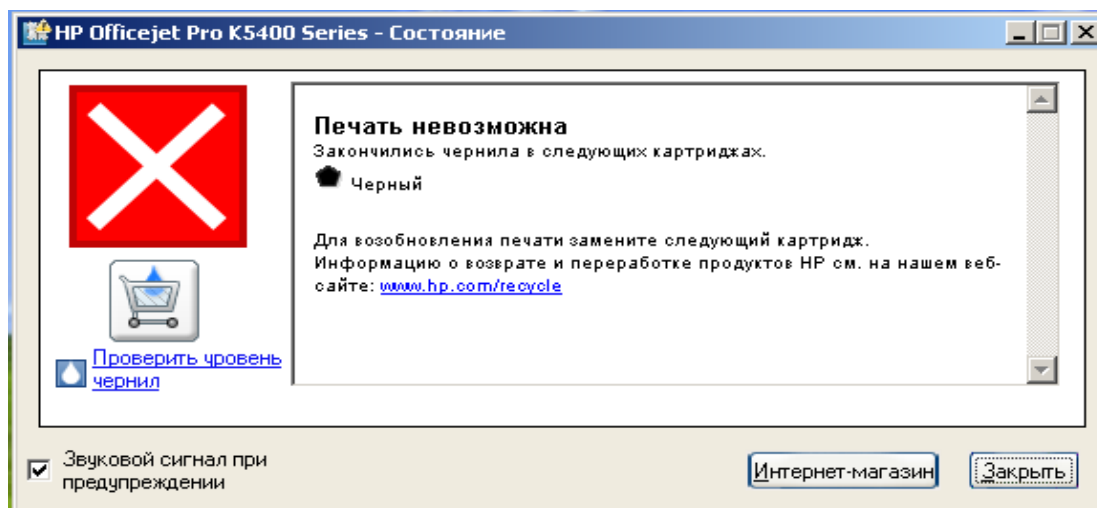 HP Officejet Pro K5400 Series - Состояние
Печать невозможна
Закончились чернила в следующих картриджах.
Черный
Для возобновления печати замените следующий картридж.
Информацию о возврате и переработке продуктов HP см. на нашем веб-
сайте: www.hp.com/recycle
Проверить уровень
чернил
Звуковой сигнал при
предупреждении
Интернет-магазин
Закрыть